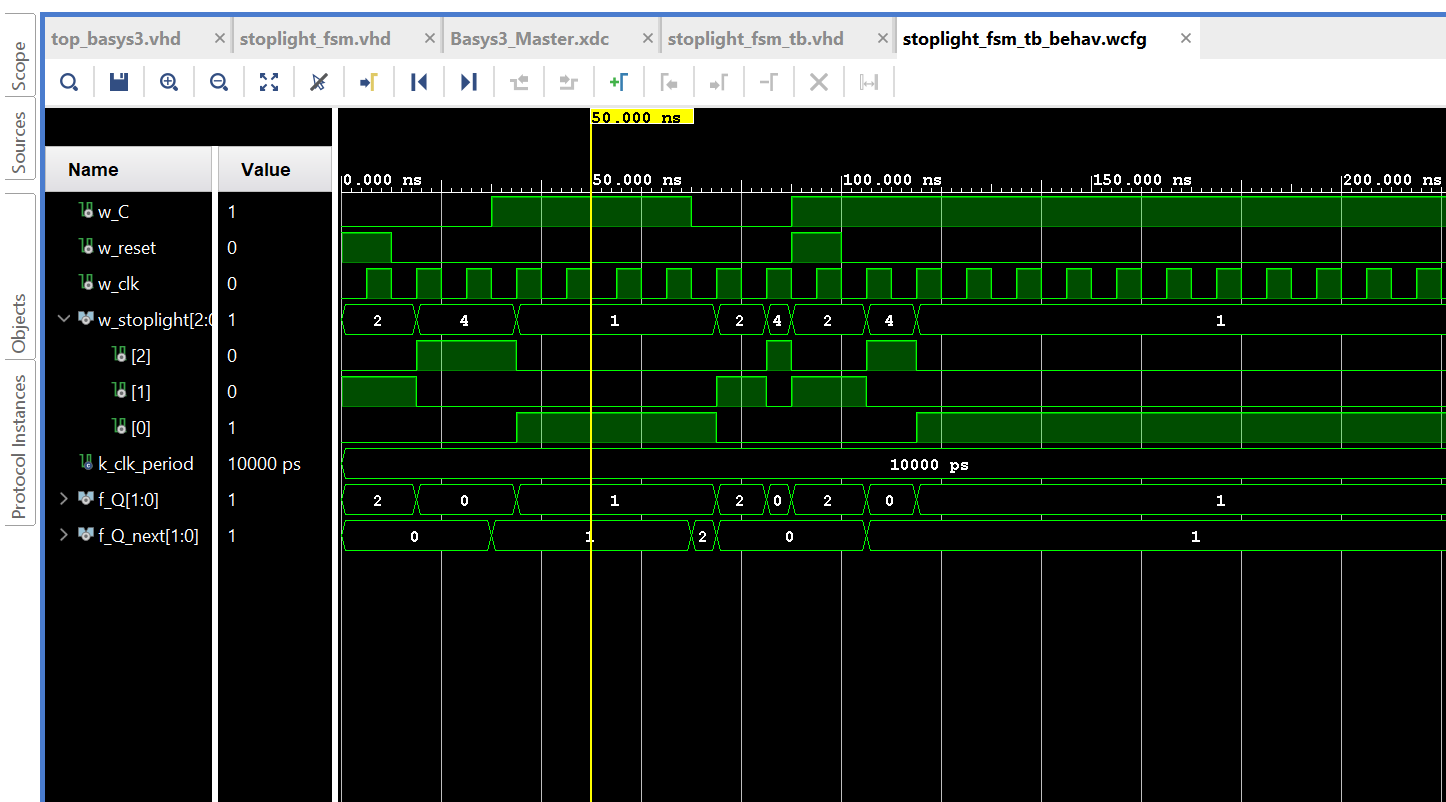 top_basys3.vhd × stoplight_fsm.vhd × Basys3_Master.xdc × stoplight_fsm_tb.vhd × stoplight_fsm_tb_behav.wcfg ×
Scope
Sources
Objects
Protocol Instances
50.000 ns
Name Value
0.000 ns 50.000 ns 100.000 ns 150.000 ns 200.000 ns
w_C 1
w_reset 0
w_clk 0
w_stoplight[2:0 1 2 4 1 2 4 2 4 1
[2] 0
[1] 0
[0] 1
k_clk_period 10000 ps 10000 ps
f_Q[1:0] 1 2 0 1 2 0 2 0 1
f_Q_next[1:0] 1 0 1 2 0 1